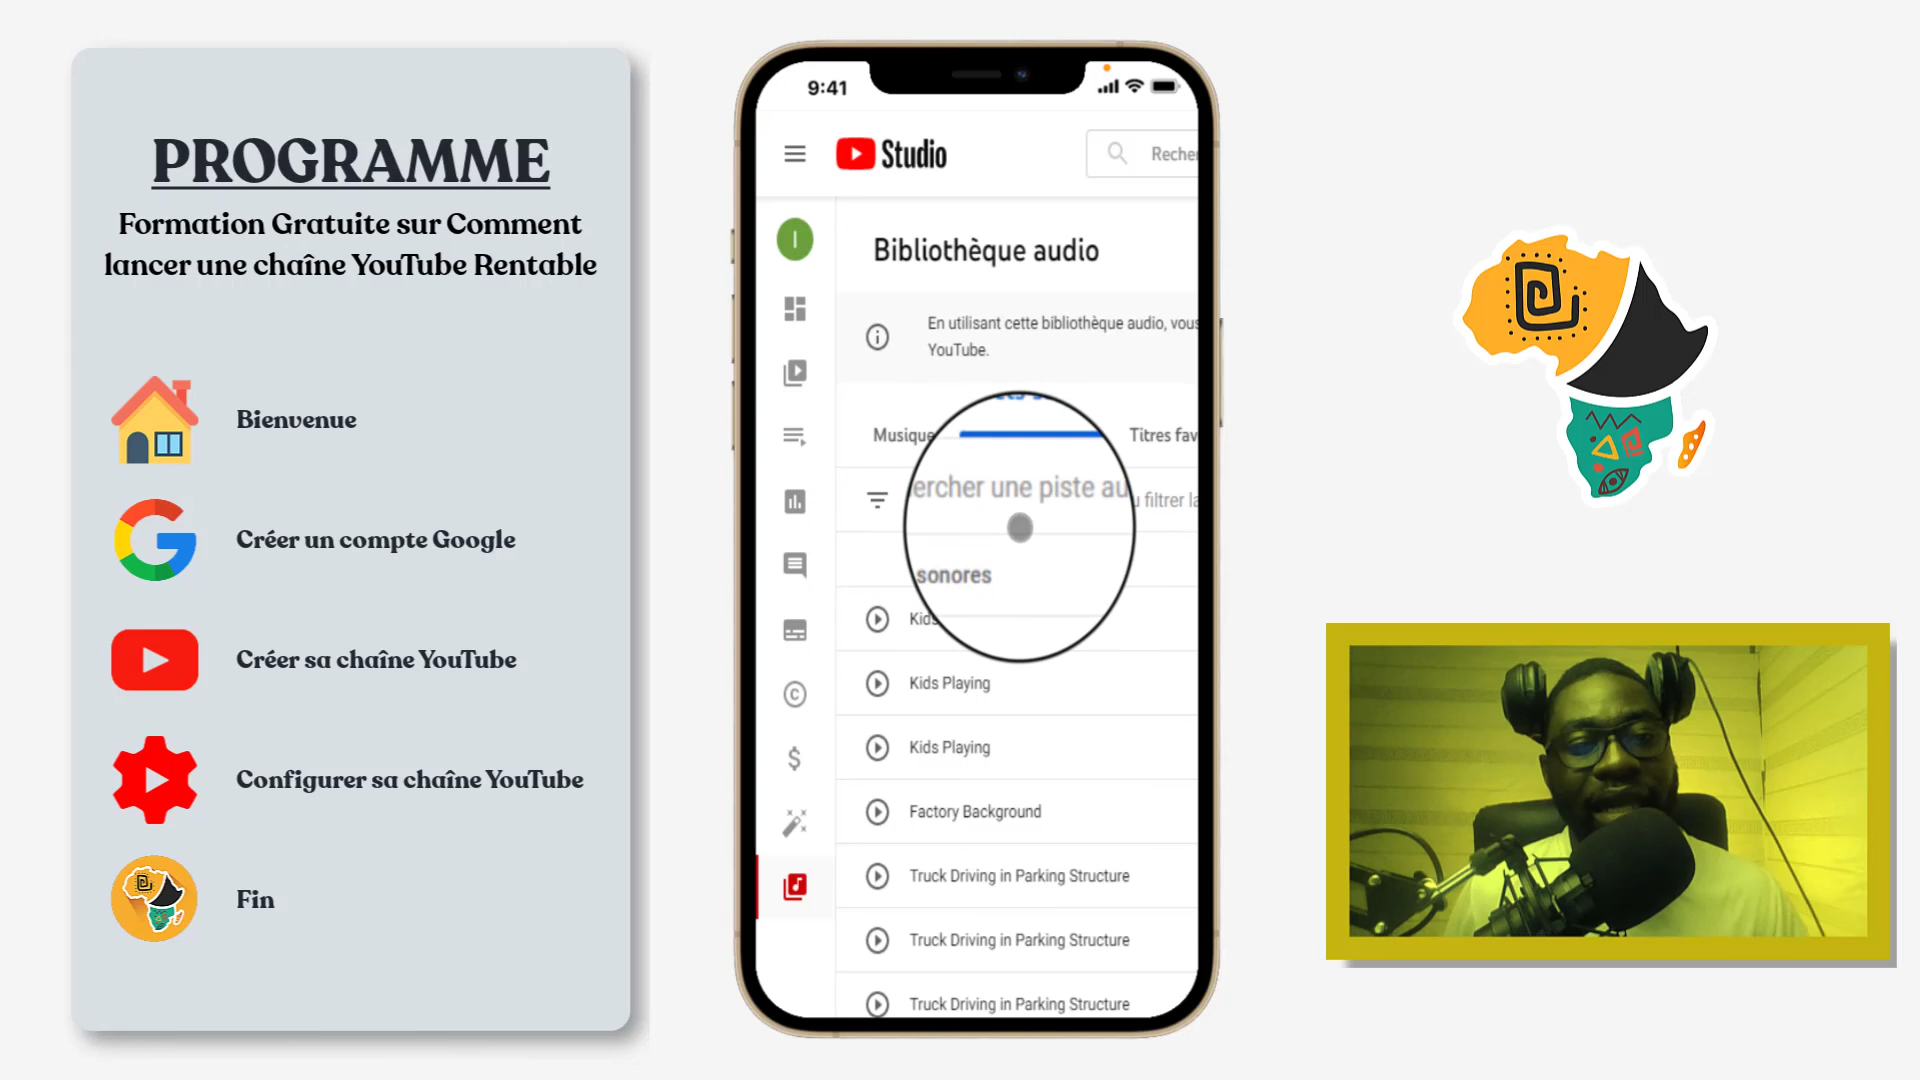 PROGRAMME
Formation Gratuite sur Comment
lancer une chaîne YouTube Rentable
Bienvenue
Créer un compte Google
Créer sa chaîne YouTube
Configurer sa chaîne YouTube
Fin
9:41
Studio
Recher
I
Bibliothèque audio
En utilisant cette bibliothèque audio, vous
YouTube.
Musique
Titres fav
ercher une piste au
u filtrer la
sonores
Kids
Kids Playing
Kids Playing
Factory Background
Truck Driving in Parking Structure
Truck Driving in Parking Structure
Truck Driving in Parking Structure